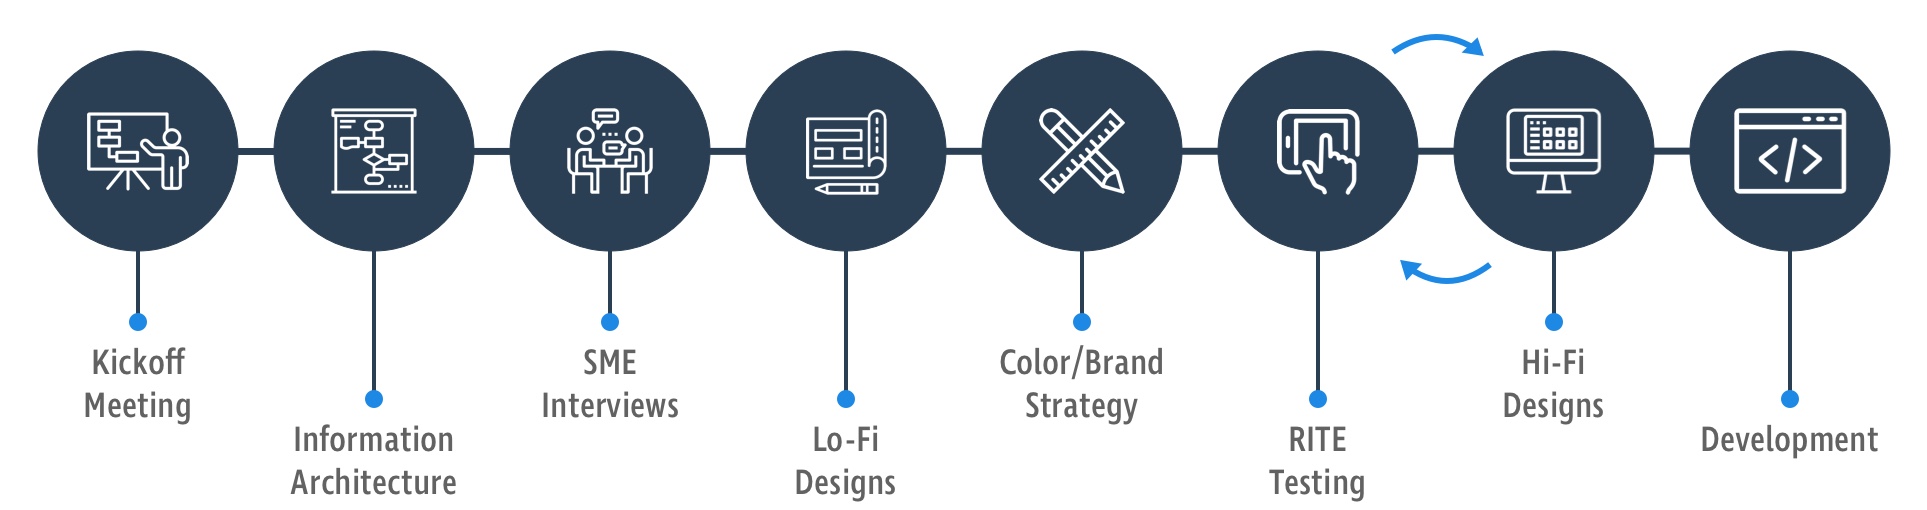 Kickoff
Meeting
Information
Architecture
SME
Interviews
Lo-Fi
Designs
Color/Brand
Strategy
RITE
Testing
Hi-Fi
Designs
Development